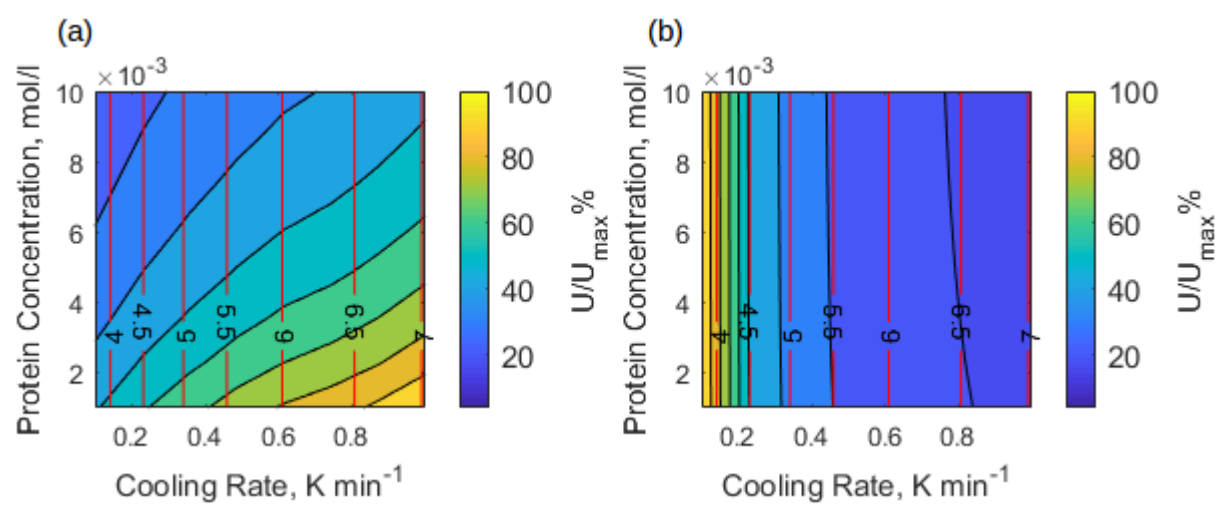 (a)
× 10⁻³
Protein Concentration, mol/l
10
8
6
4
2
0.2 0.4 0.6 0.8
Cooling Rate, K min⁻¹
4 4.5 5 5.5 6 6.5 7
100
80
60
40
20
U/U_max%
(b)
× 10⁻³
Protein Concentration, mol/l
10
8
6
4
2
0.2 0.4 0.6 0.8
Cooling Rate, K min⁻¹
4 4.5 5 5.5 6 6.5 7
100
80
60
40
20
U/U_max%